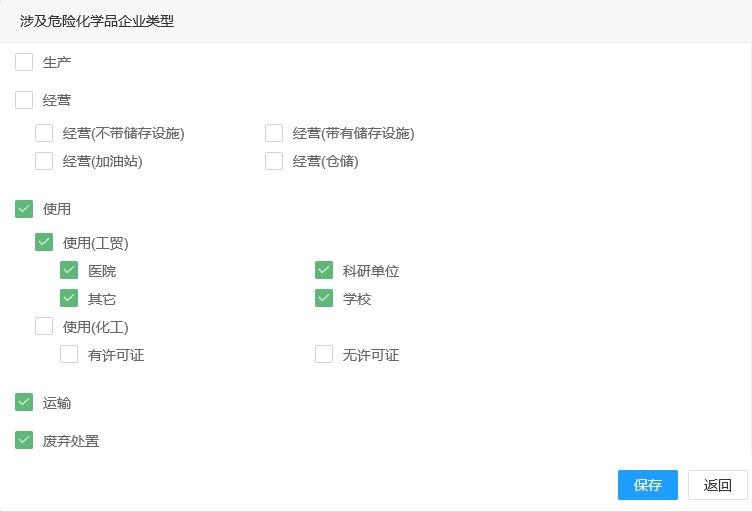 涉及危险化学品企业类型
生产
经营
经营(不带储存设施) 经营(带有储存设施)
经营(加油站) 经营(仓储)
使用
使用(工贸)
医院 科研单位
其它 学校
使用(化工)
有许可证 无许可证
运输
废弃处置
保存 返回